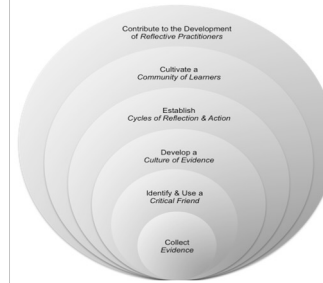 Contribute to the Development
of Reflective Practitioners
Cultivate a
Community of Learners
Establish
Cycles of Reflection & Action
Develop a
Culture of Evidence
Identify & Use a
Critical Friend
Collect
Evidence